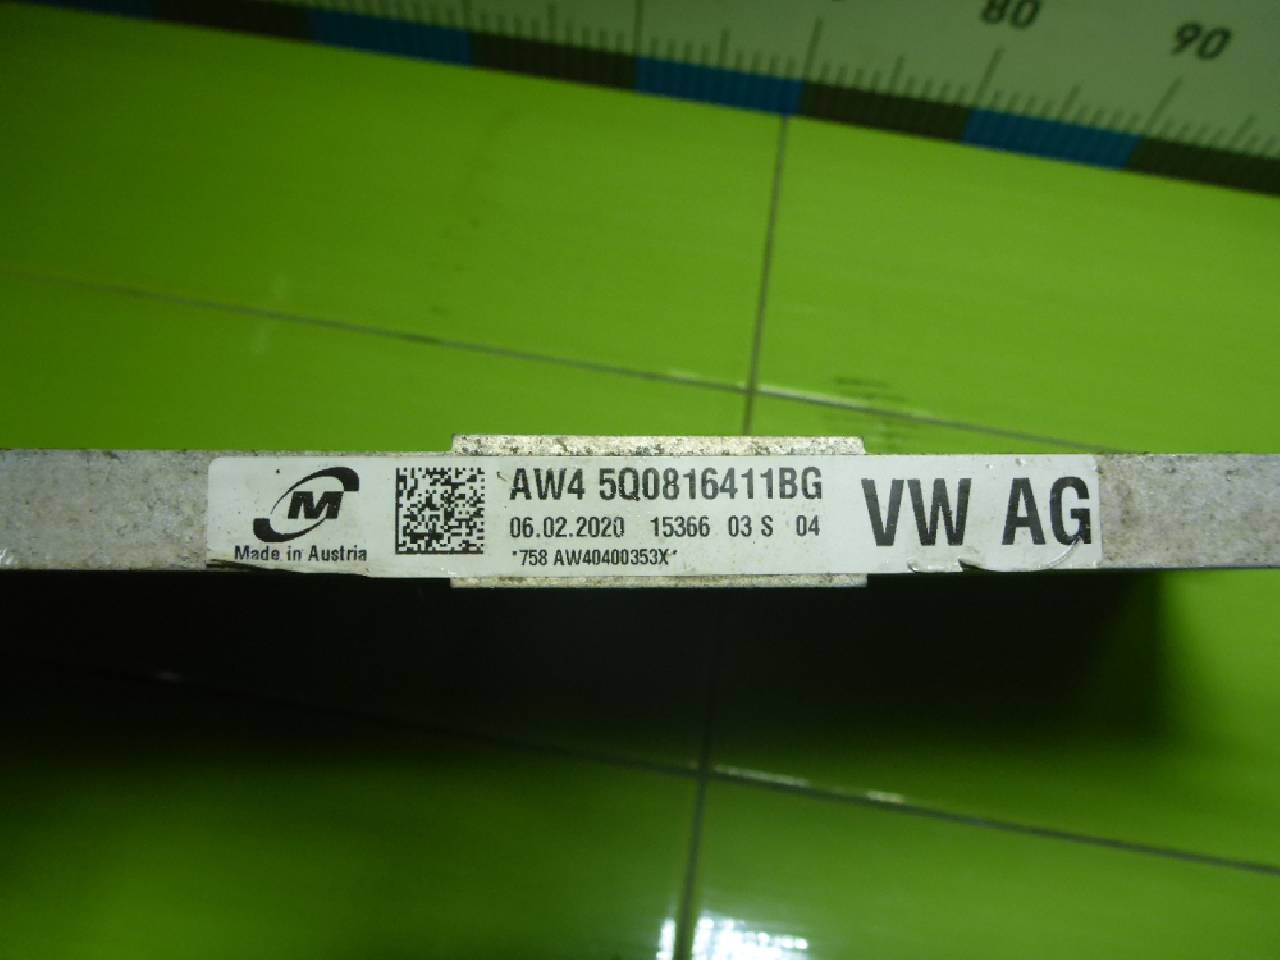 80
90
M
Made in Austria
AW4 5Q0816411BG
06.02.2020 15366 03 S 04
*758 AW40400353X*
VW AG